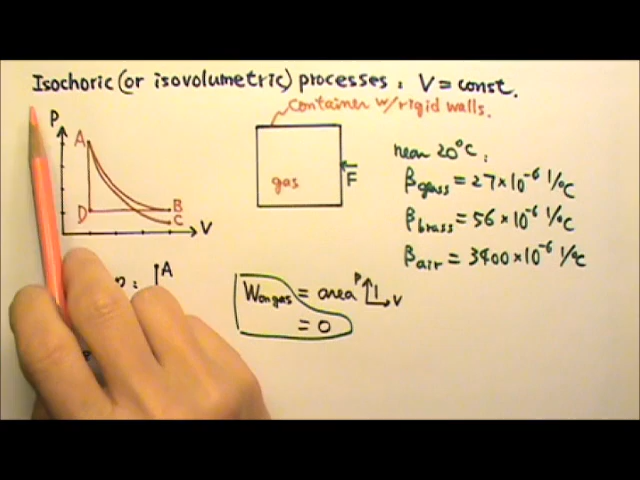 Isochoric (or isovolumetric) processes: V = const.
container w/rigid walls.
P
A
D
B
C
V
gas
F
near 20°C:
βglass = 27×10⁻⁶ 1/°C
βbrass = 56×10⁻⁶ 1/°C
βair = 3400×10⁻⁶ 1/°C
A
Won gas = area P V
= 0